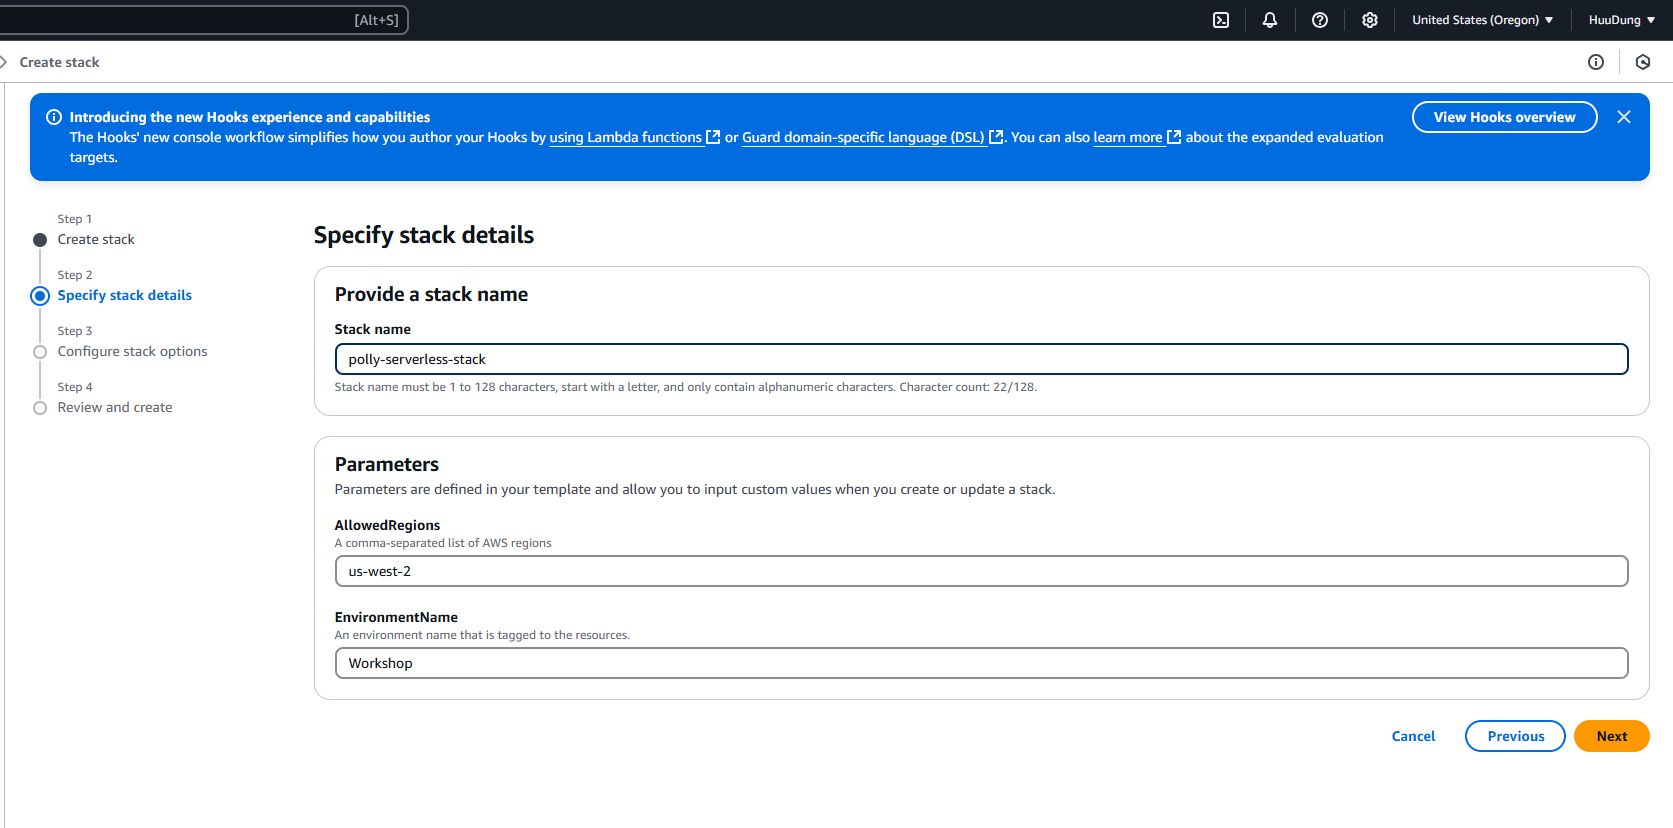 [Alt+S]
United States (Oregon)
HuuDung
Create stack
Introducing the new Hooks experience and capabilities
The Hooks' new console workflow simplifies how you author your Hooks by using Lambda functions or Guard domain-specific language (DSL). You can also learn more about the expanded evaluation
targets.
View Hooks overview
Step 1
Create stack
Step 2
Specify stack details
Step 3
Configure stack options
Step 4
Review and create
Specify stack details
Provide a stack name
Stack name
polly-serverless-stack
Stack name must be 1 to 128 characters, start with a letter, and only contain alphanumeric characters. Character count: 22/128.
Parameters
Parameters are defined in your template and allow you to input custom values when you create or update a stack.
AllowedRegions
A comma-separated list of AWS regions
us-west-2
EnvironmentName
An environment name that is tagged to the resources.
Workshop
Cancel
Previous
Next